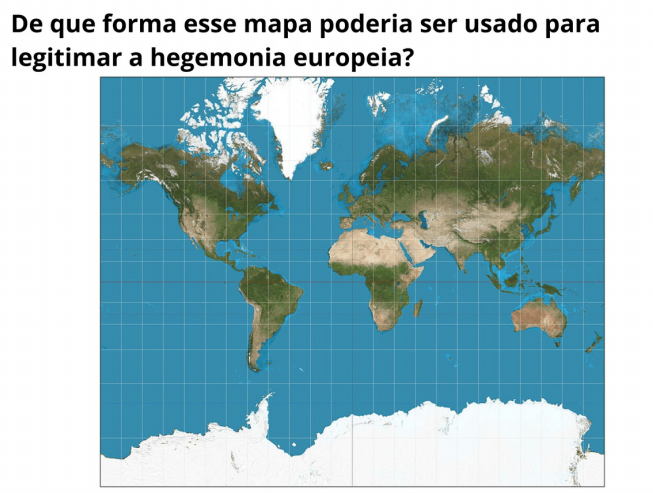 De que forma esse mapa poderia ser usado para
legitimar a hegemonia europeia?